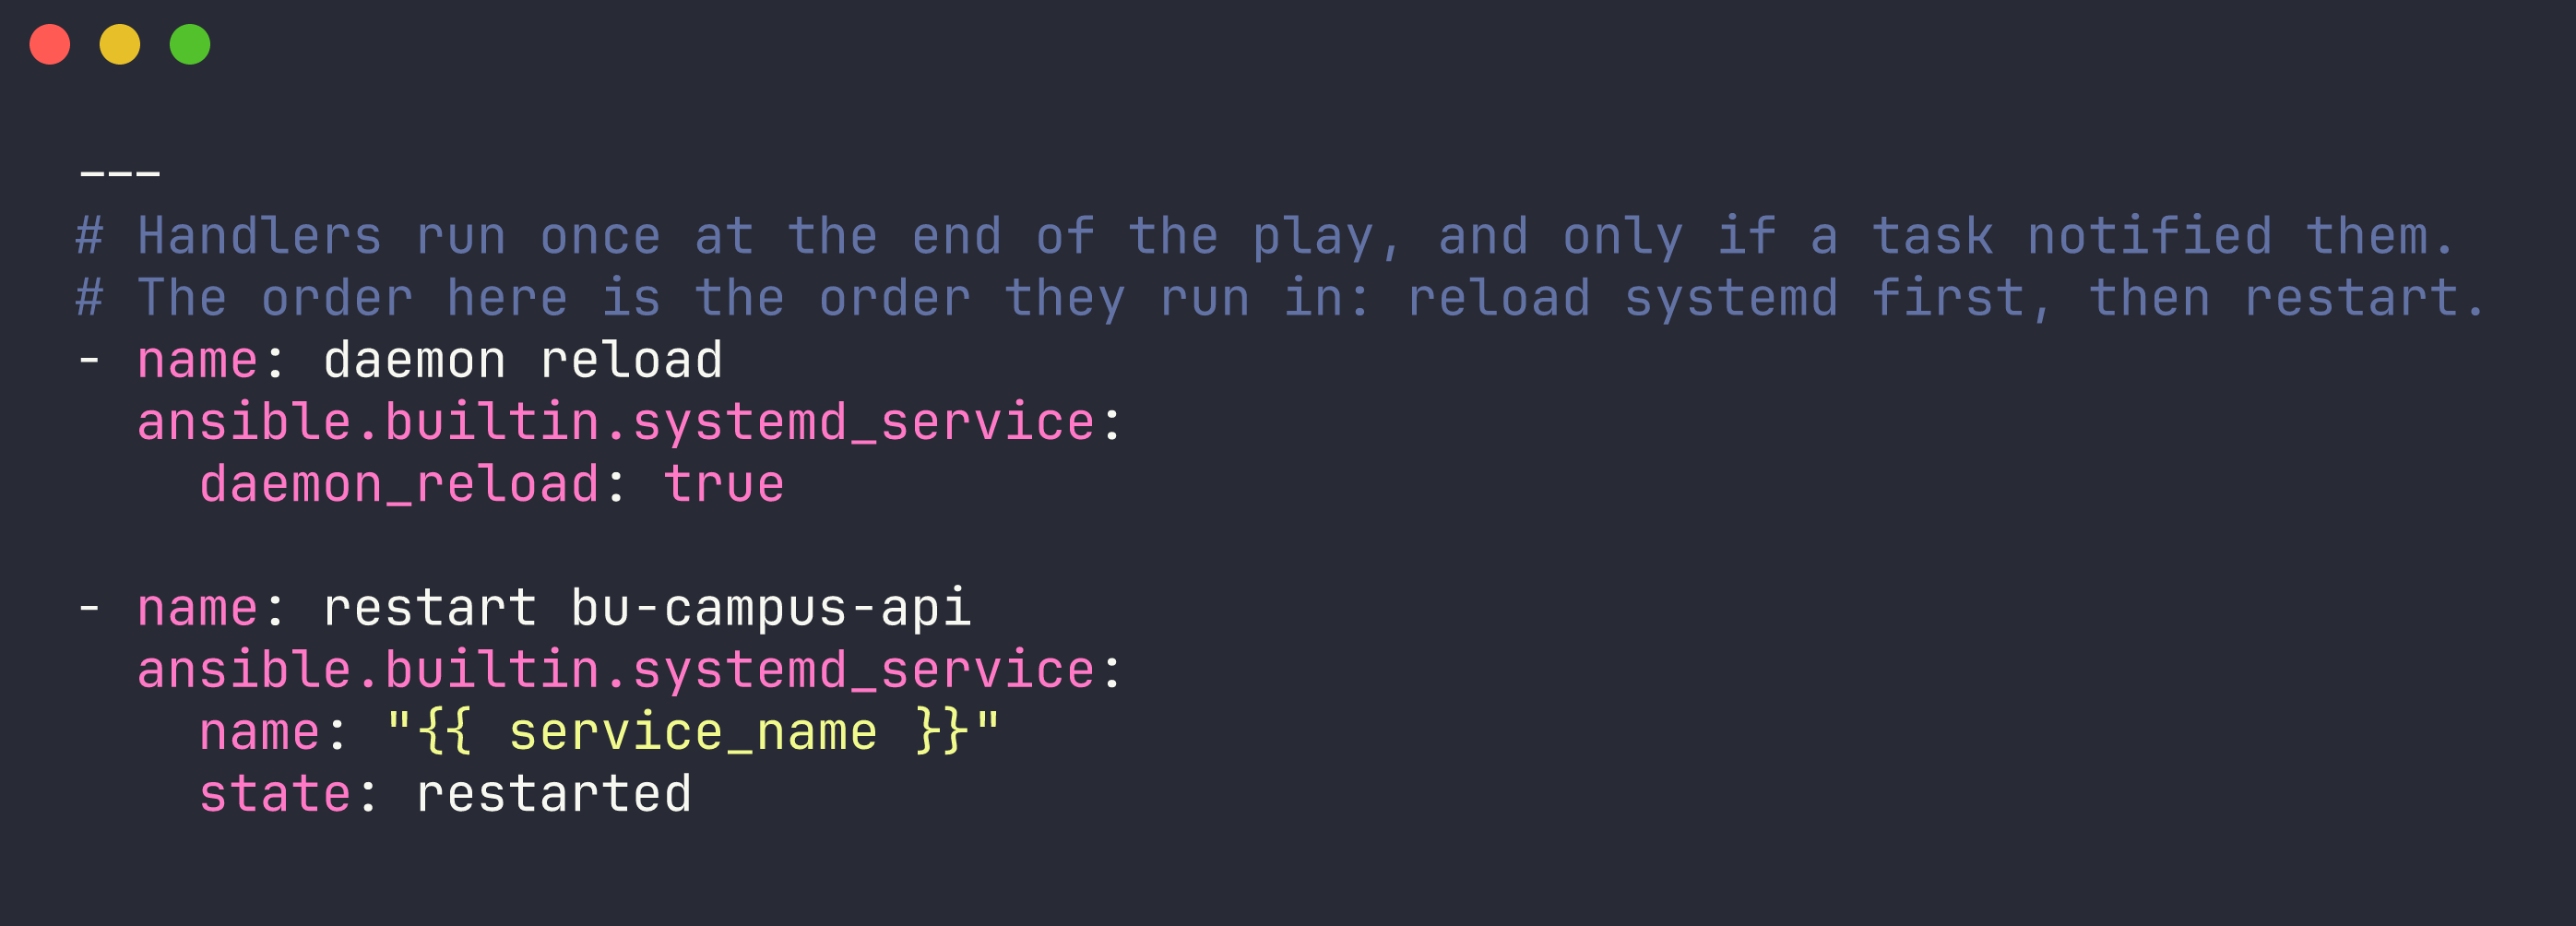 ---
# Handlers run once at the end of the play, and only if a task notified them.
# The order here is the order they run in: reload systemd first, then restart.
- name: daemon reload
  ansible.builtin.systemd_service:
    daemon_reload: true

- name: restart bu-campus-api
  ansible.builtin.systemd_service:
    name: "{{ service_name }}"
    state: restarted